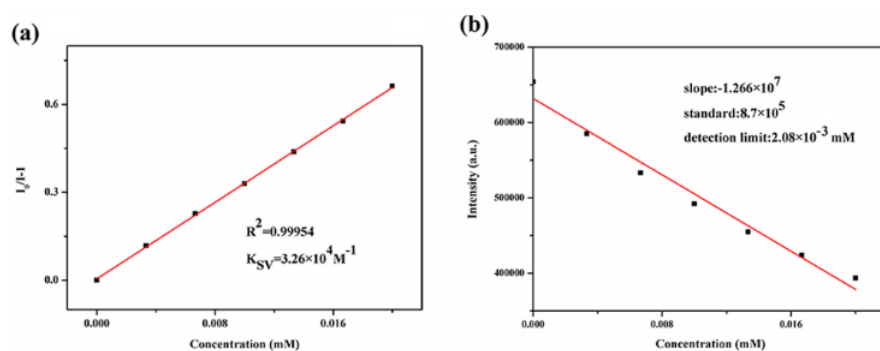 (a)
I₀/I-1
0.6
0.3
0.0
R²=0.99954
K_SV=3.26×10⁴M⁻¹
0.000 0.008 0.016
Concentration (mM)
(b)
Intensity (a.u.)
700000
600000
500000
400000
slope:-1.266×10⁷
standard:8.7×10⁵
detection limit:2.08×10⁻³ mM
0.000 0.008 0.016
Concentration (mM)